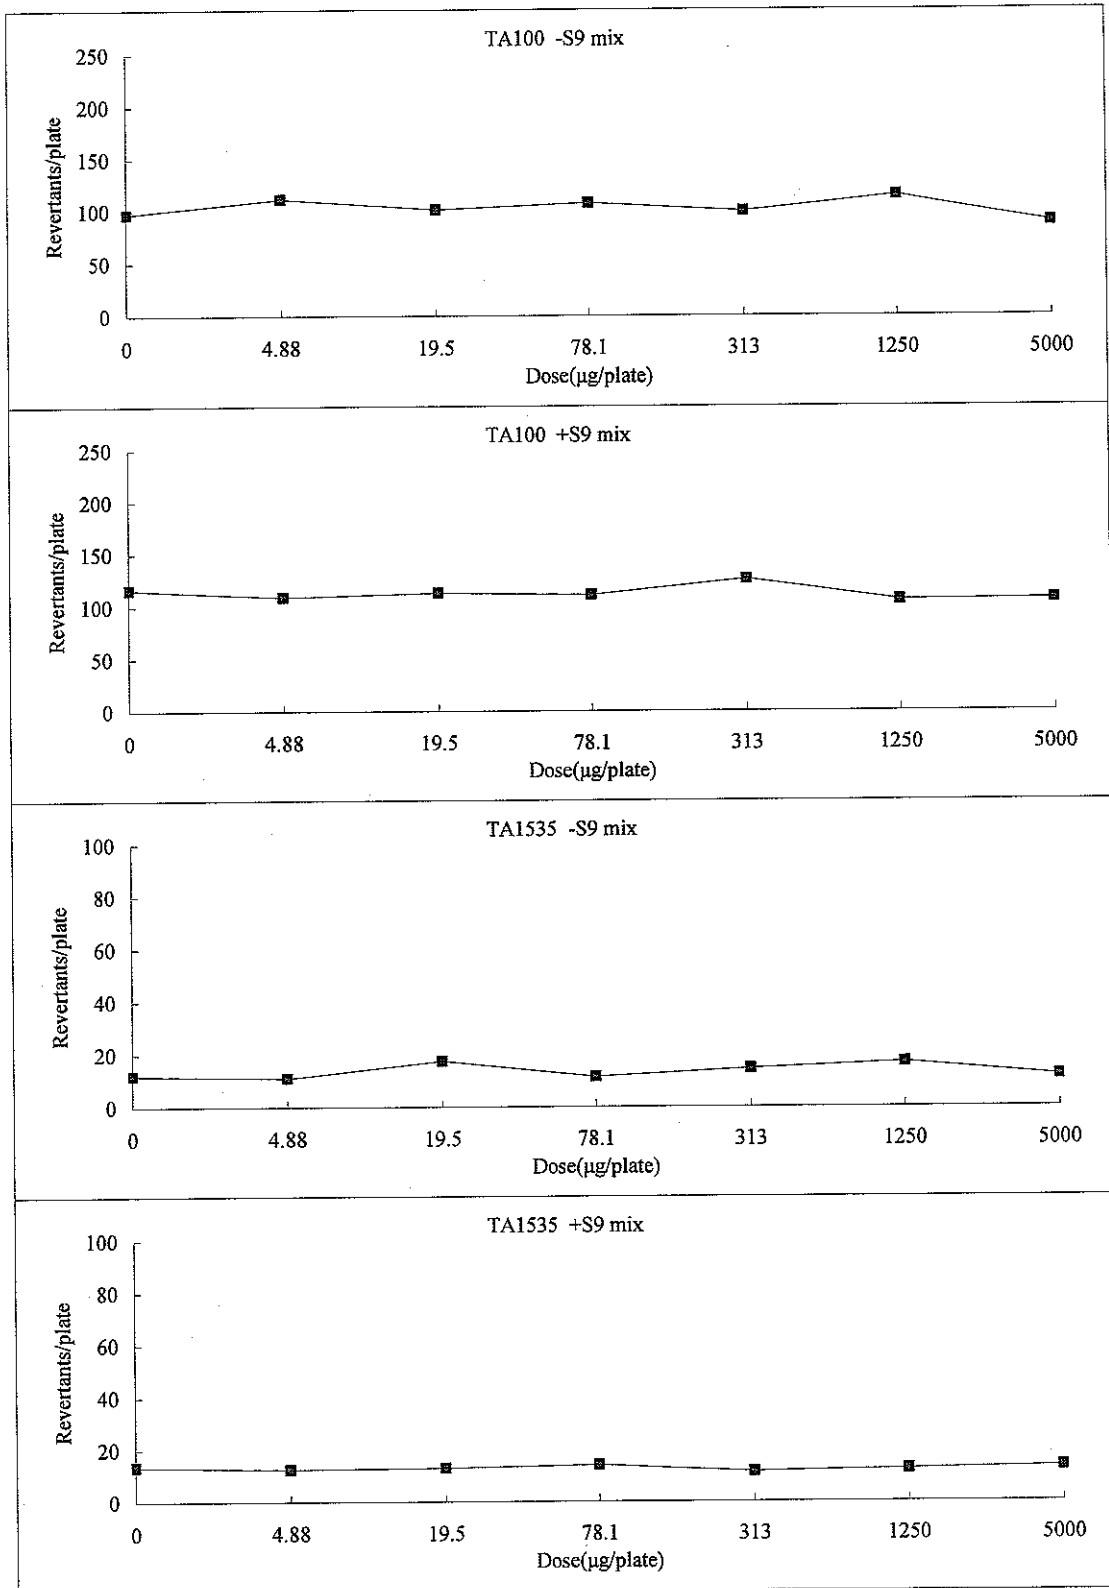 TA100 -S9 mix
250
200
150
100
50
0
Revertants/plate
0 4.88 19.5 78.1 313 1250 5000
Dose(µg/plate)
TA100 +S9 mix
250
200
150
100
50
0
Revertants/plate
0 4.88 19.5 78.1 313 1250 5000
Dose(µg/plate)
TA1535 -S9 mix
100
80
60
40
20
0
Revertants/plate
0 4.88 19.5 78.1 313 1250 5000
Dose(µg/plate)
TA1535 +S9 mix
100
80
60
40
20
0
Revertants/plate
0 4.88 19.5 78.1 313 1250 5000
Dose(µg/plate)